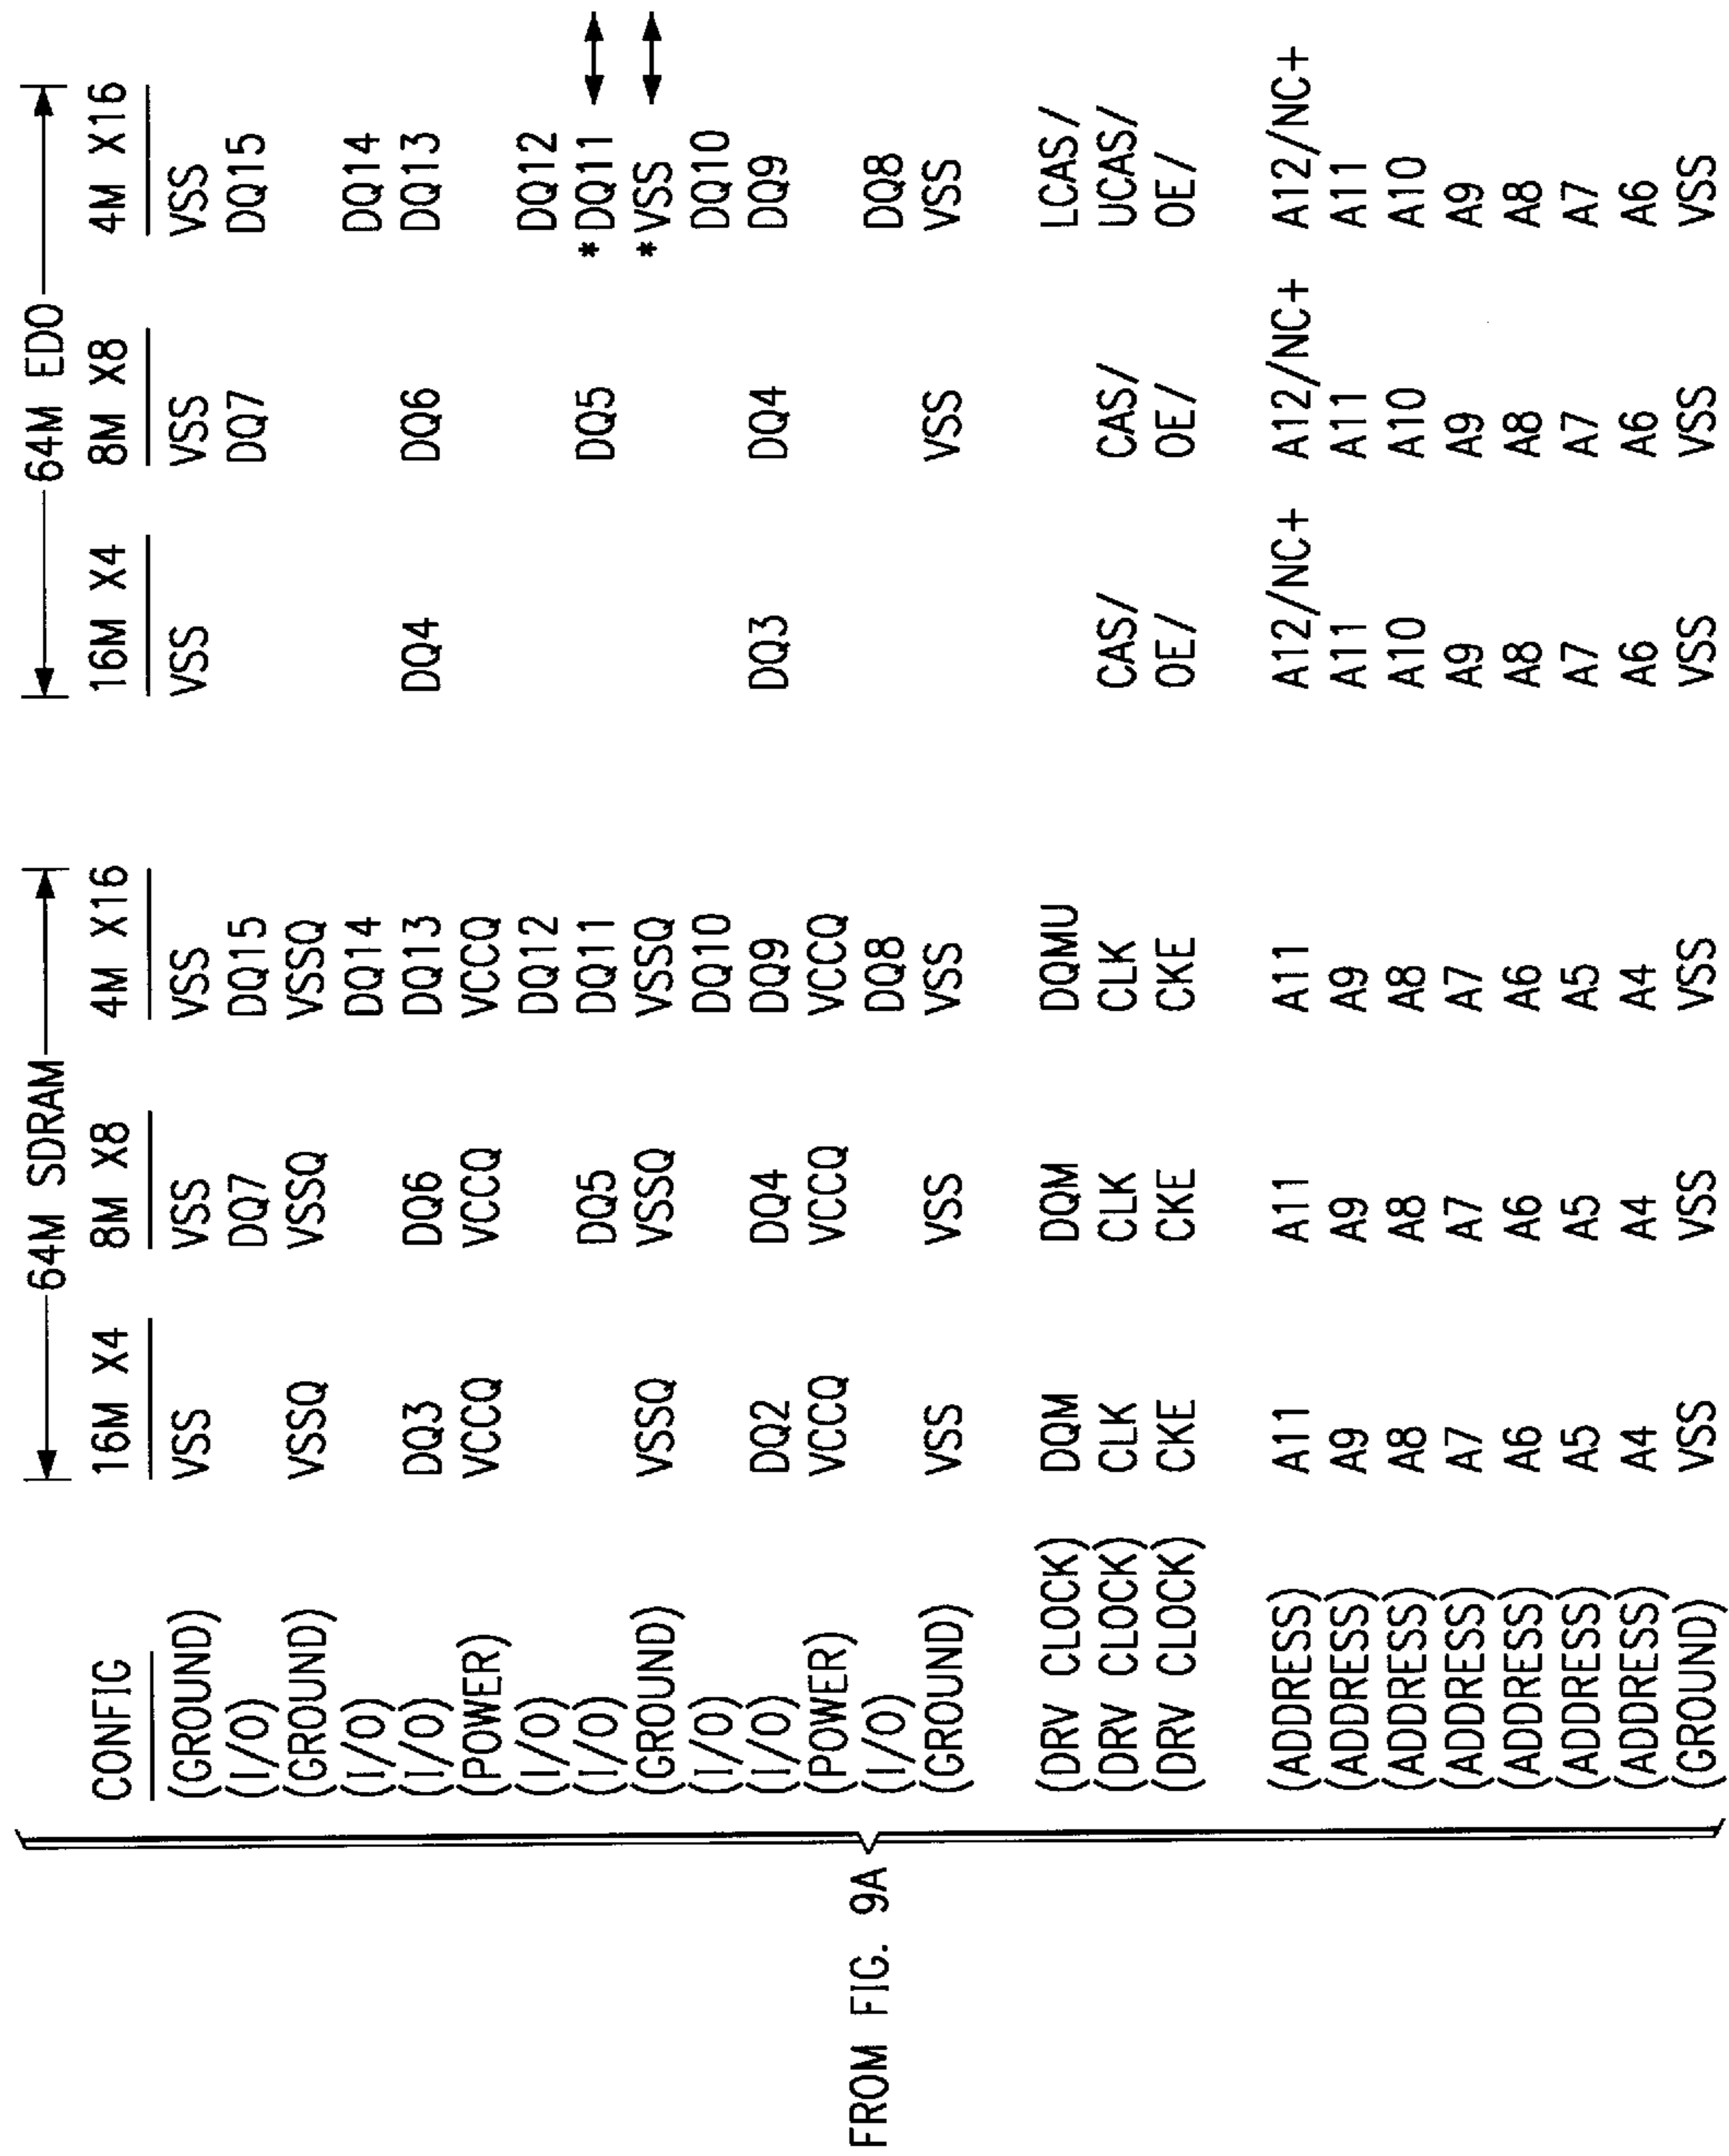 64M SDRAM 64M EDO
CONFIG 16M X4 8M X8 4M X16 16M X4 8M X8 4M X16
(GROUND) VSS VSS VSS VSS VSS VSS
(I/O) DQ7 DQ15 DQ7 DQ15
(GROUND) VSSQ VSSQ VSSQ
(I/O) DQ14 DQ14
(I/O) DQ3 DQ6 DQ13 DQ4 DQ6 DQ13
(POWER) VCCQ VCCQ VCCQ
(I/O) DQ12 DQ12
(I/O) DQ5 DQ11 DQ5 *DQ11
(GROUND) VSSQ VSSQ VSSQ *VSS
(I/O) DQ10 DQ10
(I/O) DQ2 DQ4 DQ9 DQ3 DQ4 DQ9
(POWER) VCCQ VCCQ VCCQ
(I/O) DQ8 DQ8
(GROUND) VSS VSS VSS VSS VSS
(DRV CLOCK) DQM DQM DQMU LCAS/
(DRV CLOCK) CLK CLK CLK CAS/ CAS/ UCAS/
(DRV CLOCK) CKE CKE CKE OE/ OE/ OE/
(ADDRESS) A11 A11 A11 A12/NC+ A12/NC+ A12/NC+
(ADDRESS) A9 A9 A9 A11 A11 A11
(ADDRESS) A8 A8 A8 A10 A10 A10
(ADDRESS) A7 A7 A7 A9 A9 A9
(ADDRESS) A6 A6 A6 A8 A8 A8
(ADDRESS) A5 A5 A5 A7 A7 A7
(ADDRESS) A4 A4 A4 A6 A6 A6
(GROUND) VSS VSS VSS VSS VSS VSS
FROM FIG. 9A